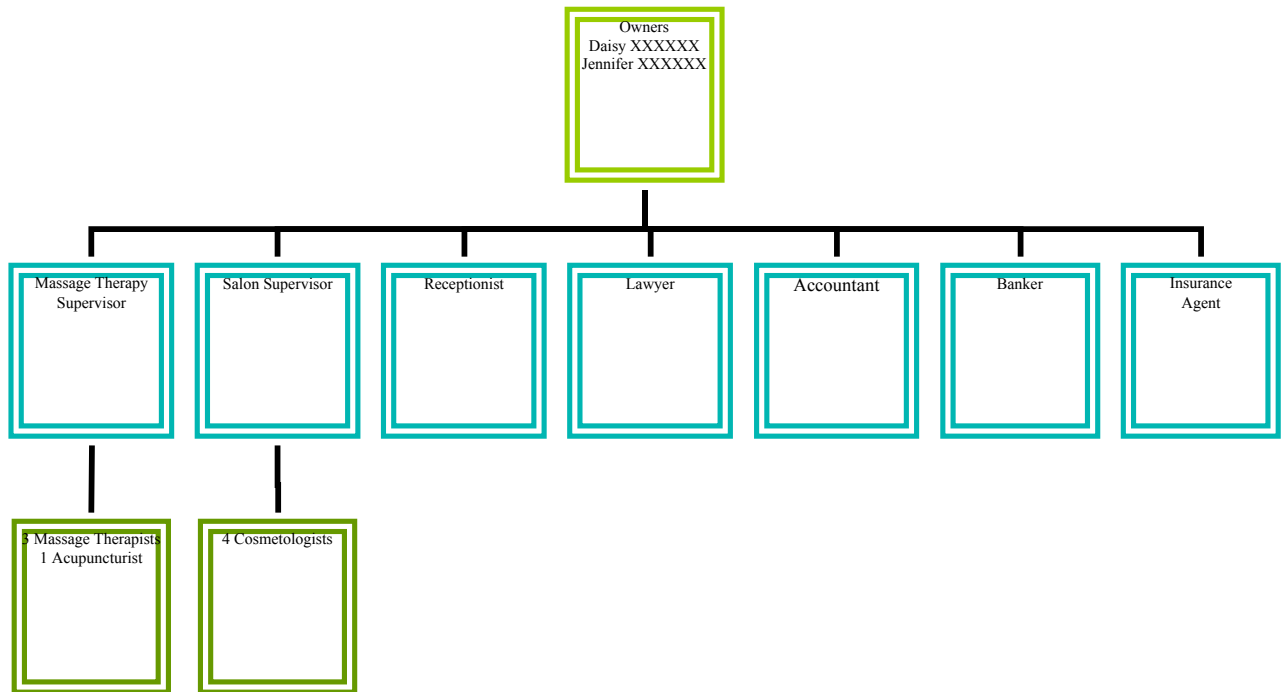 Owners
Daisy XXXXXX
Jennifer XXXXXX
Massage Therapy
Supervisor
Salon Supervisor
Receptionist
Lawyer
Accountant
Banker
Insurance
Agent
3 Massage Therapists
1 Acupuncturist
4 Cosmetologists